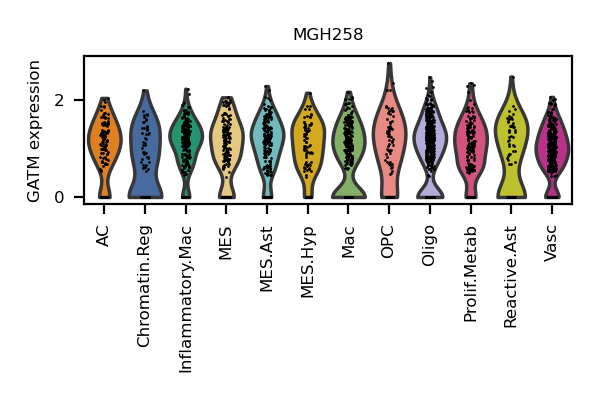 MGH258
GATM expression
2
0
AC
Chromatin.Reg
Inflammatory.Mac
MES
MES.Ast
MES.Hyp
Mac
OPC
Oligo
Prolif.Metab
Reactive.Ast
Vasc